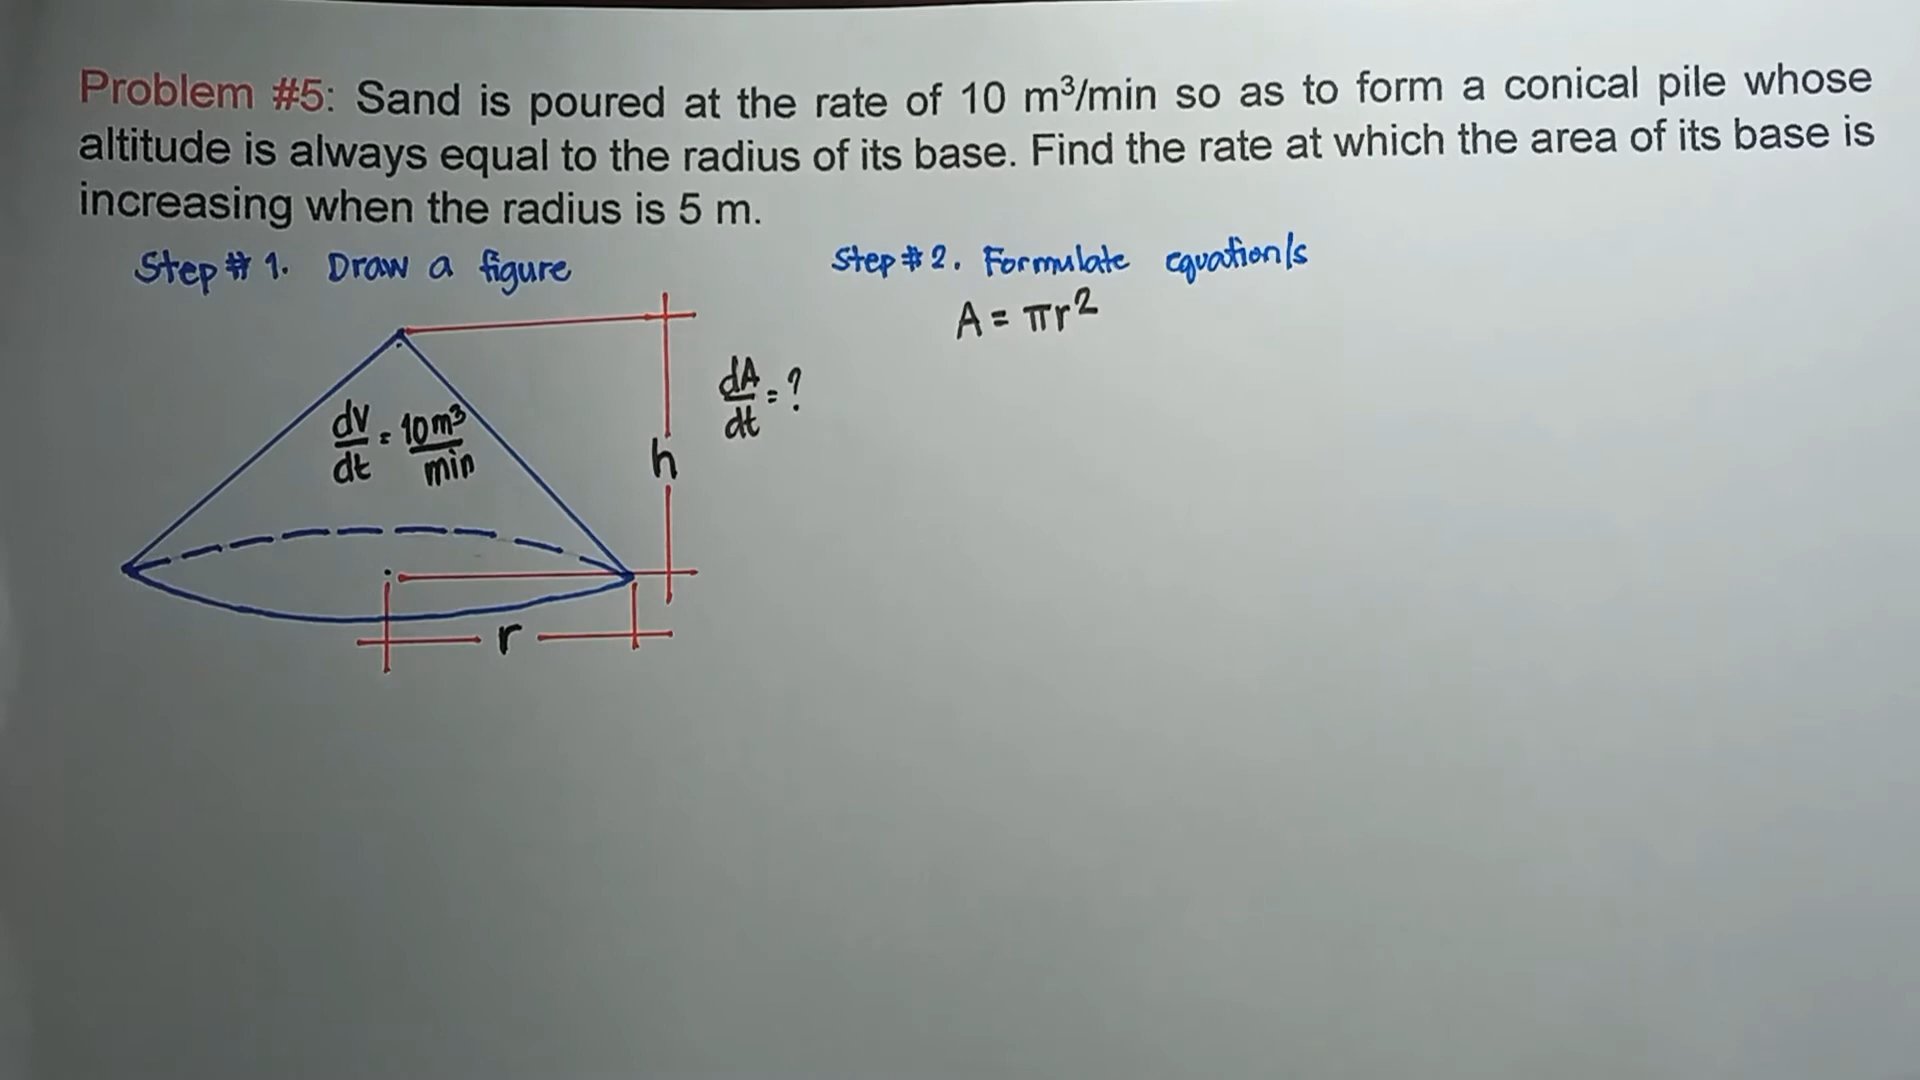 Problem #5: Sand is poured at the rate of 10 m³/min so as to form a conical pile whose
altitude is always equal to the radius of its base. Find the rate at which the area of its base is
increasing when the radius is 5 m.
Step # 1. Draw a figure
Step # 2. Formulate equation/s
A = πr²
dA/dt = ?
dV/dt = 10m³/min
h
r